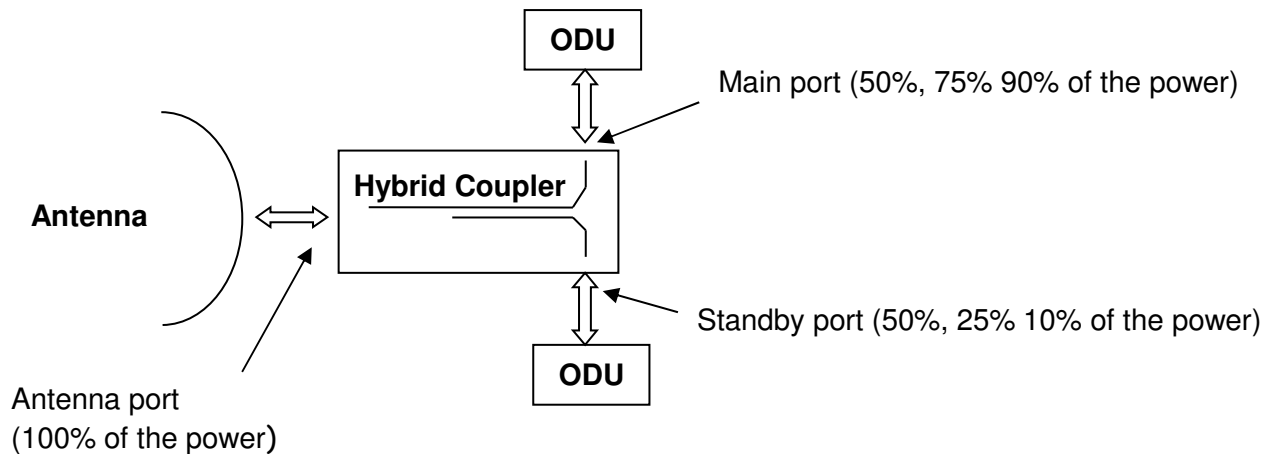 ODU
Main port (50%, 75% 90% of the power)
Hybrid Coupler
Antenna
Standby port (50%, 25% 10% of the power)
ODU
Antenna port
(100% of the power)